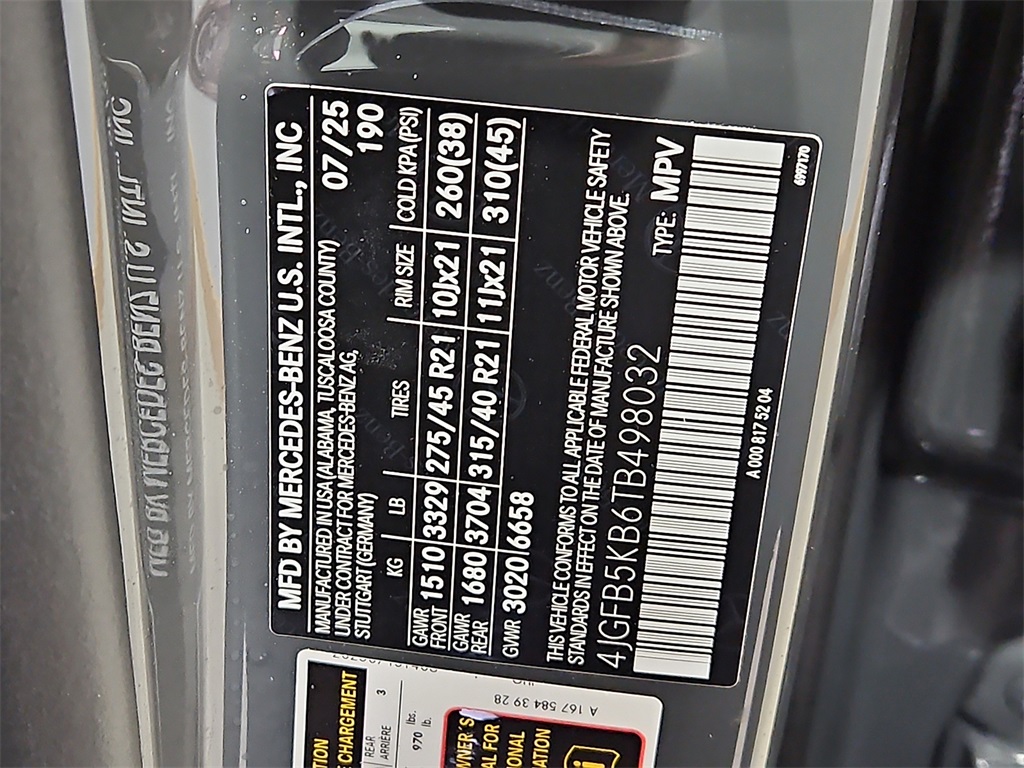 MFD BY MERCEDES-BENZ U.S. INTL., INC
MANUFACTURED IN USA (ALABAMA, TUSCALOOSA COUNTY)
UNDER CONTRACT FOR MERCEDES-BENZ AG,
STUTTGART (GERMANY)
07/25
190
KG LB TIRES RIM SIZE COLD KPA(PSI)
GAWR FRONT 1510 3329 275/45 R21 10Jx21 260(38)
GAWR REAR 1680 3704 315/40 R21 11Jx21 310(45)
GVWR 3020/6658
THIS VEHICLE CONFORMS TO ALL APPLICABLE FEDERAL MOTOR VEHICLE SAFETY
STANDARDS IN EFFECT ON THE DATE OF MANUFACTURE SHOWN ABOVE.
4JGFB5KB6TB498032 TYPE: MPV
A 000 817 52 04
6997170
CHARGEMENT
REAR
ARRIÈRE 3
970 lb.
A 167 584 39 28